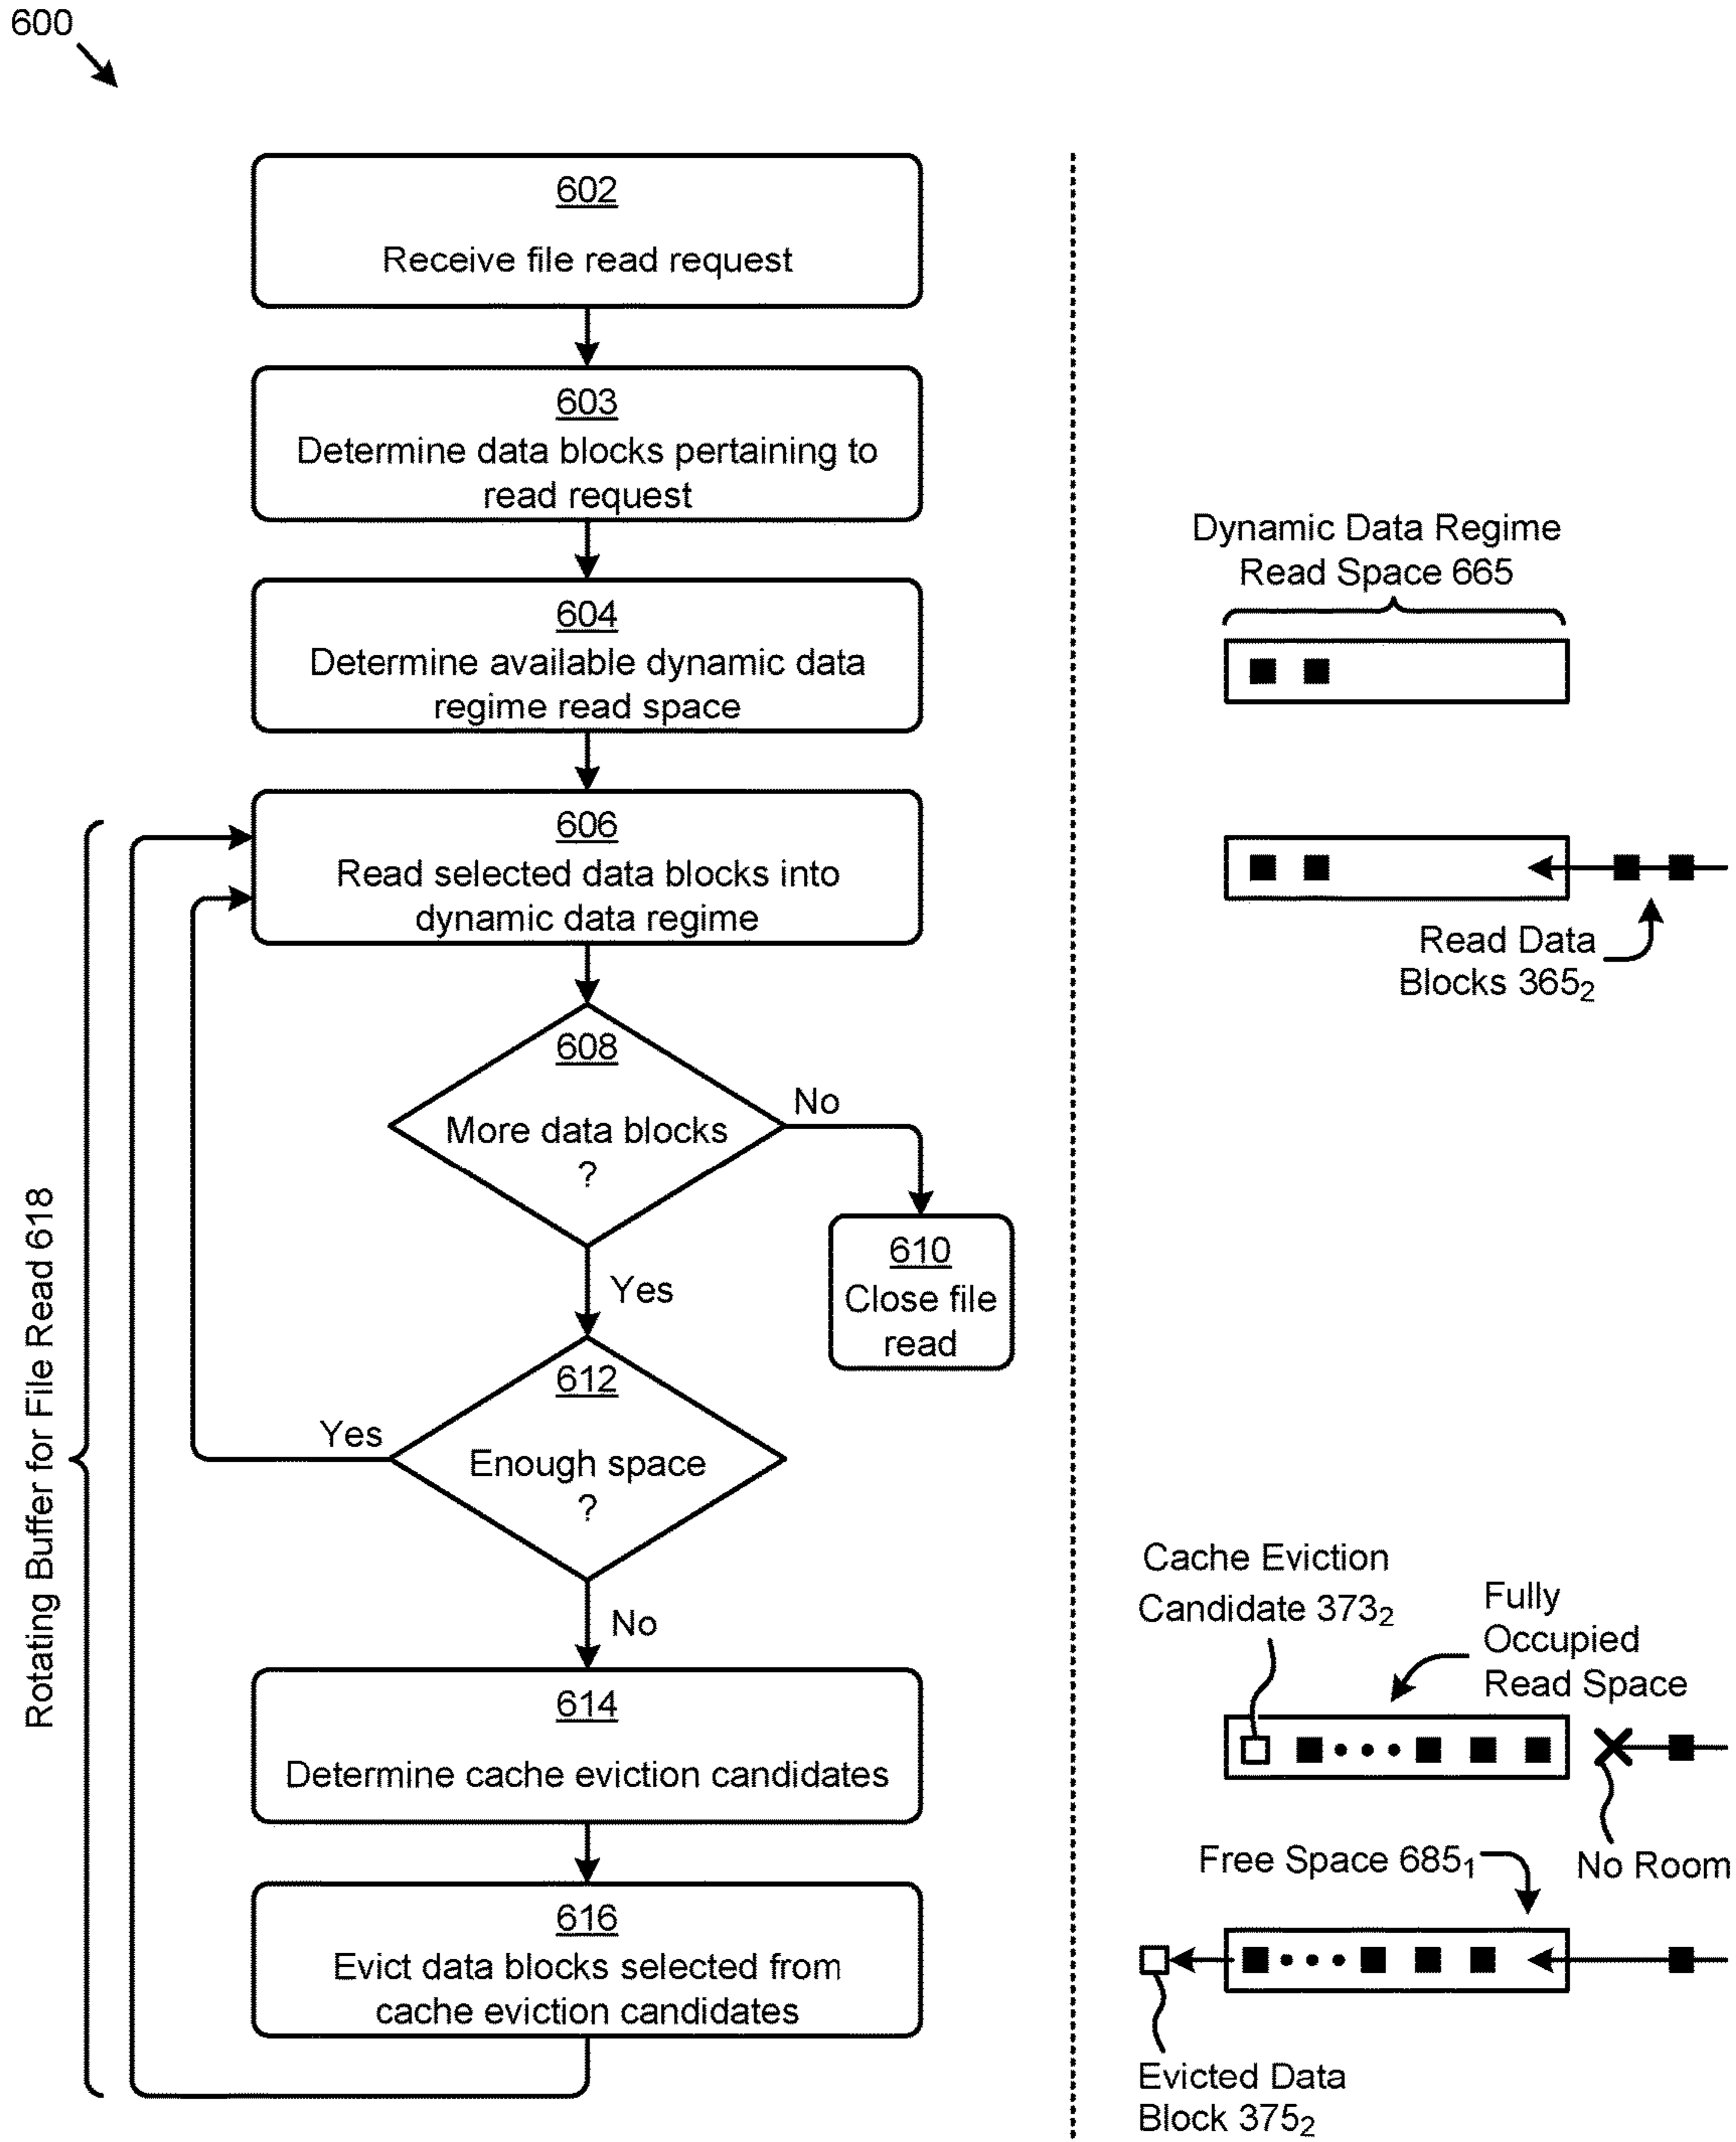 600
602
Receive file read request
603
Determine data blocks pertaining to
read request
604
Determine available dynamic data
regime read space
606
Read selected data blocks into
dynamic data regime
608
More data blocks
?
No
Yes
610
Close file
read
612
Enough space
?
Yes
No
614
Determine cache eviction candidates
616
Evict data blocks selected from
cache eviction candidates
Rotating Buffer for File Read 618
Dynamic Data Regime
Read Space 665
Read Data
Blocks 365₂
Cache Eviction
Candidate 373₂
Fully
Occupied
Read Space
No Room
Free Space 685₁
Evicted Data
Block 375₂